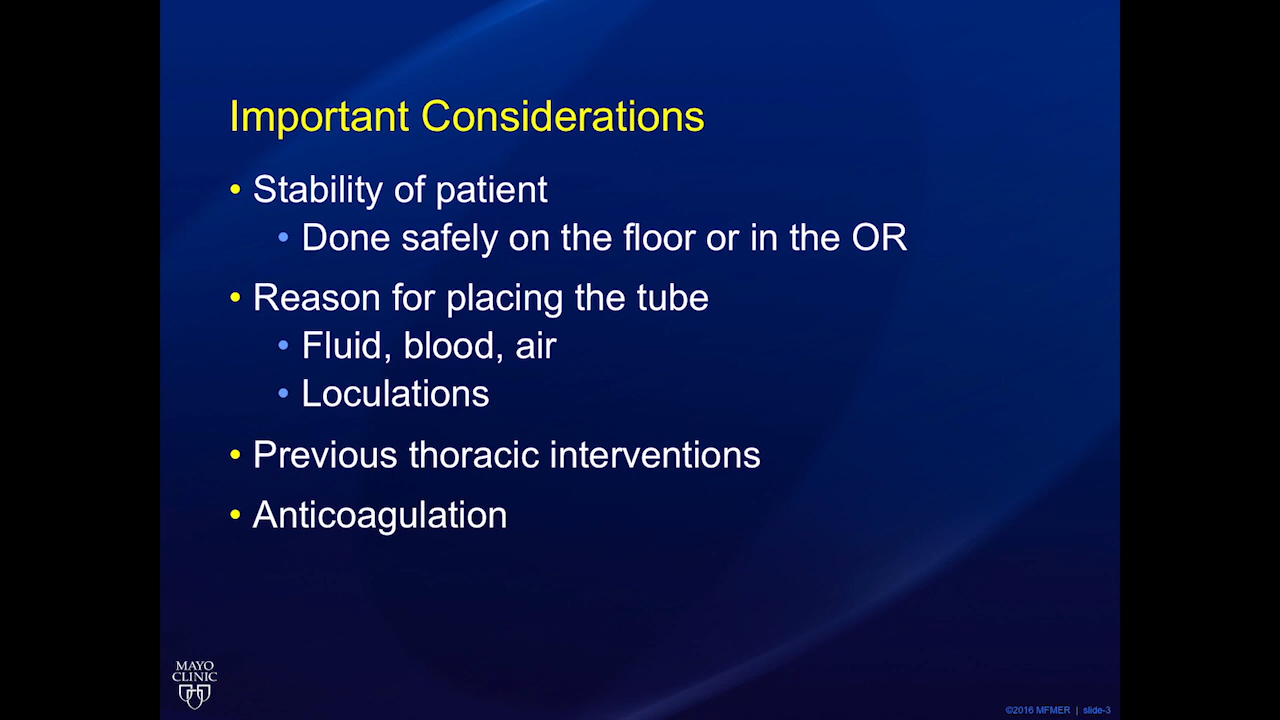 Important Considerations
• Stability of patient
• Done safely on the floor or in the OR
• Reason for placing the tube
• Fluid, blood, air
• Loculations
• Previous thoracic interventions
• Anticoagulation
MAYO
CLINIC
©2016 MFMER | slide-3